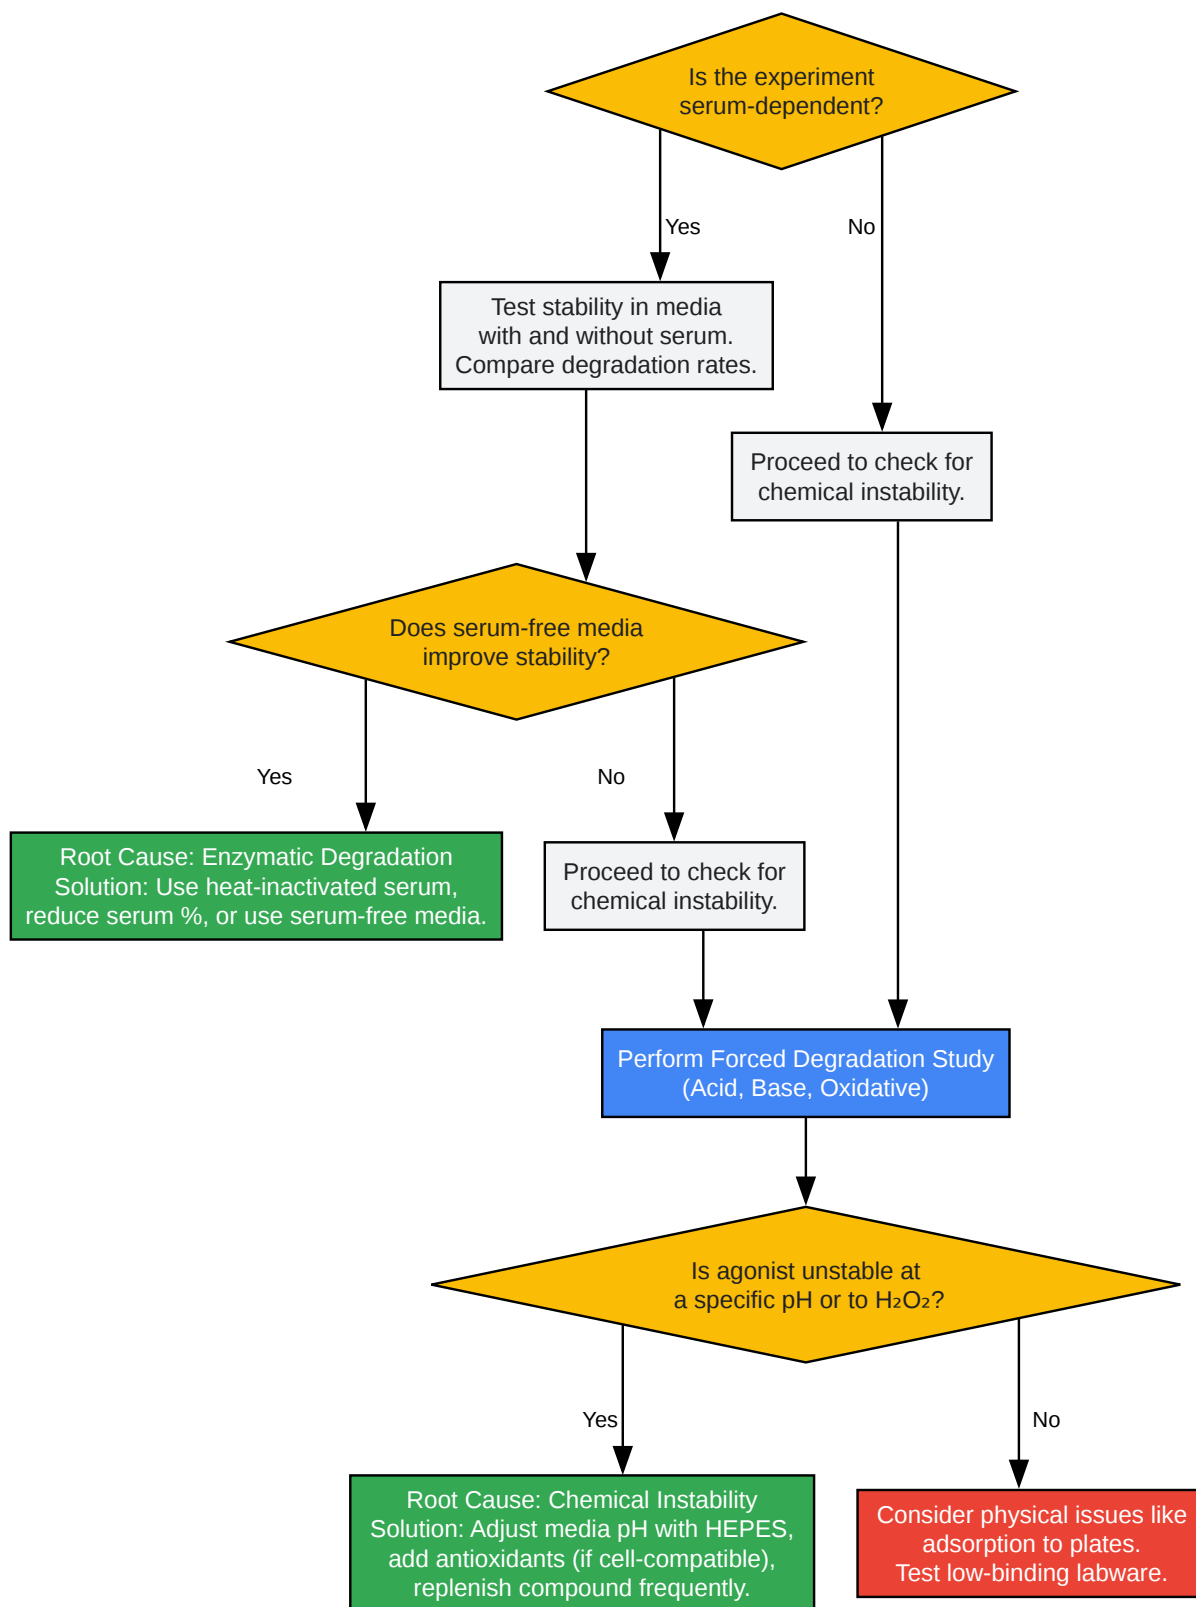 Is the experiment
serum-dependent?
Yes
No
Test stability in media
with and without serum.
Compare degradation rates.
Proceed to check for
chemical instability.
Does serum-free media
improve stability?
Yes
No
Root Cause: Enzymatic Degradation
Solution: Use heat-inactivated serum,
reduce serum %, or use serum-free media.
Proceed to check for
chemical instability.
Perform Forced Degradation Study
(Acid, Base, Oxidative)
Is agonist unstable at
a specific pH or to H₂O₂?
Yes
No
Root Cause: Chemical Instability
Solution: Adjust media pH with HEPES,
add antioxidants (if cell-compatible),
replenish compound frequently.
Consider physical issues like
adsorption to plates.
Test low-binding labware.